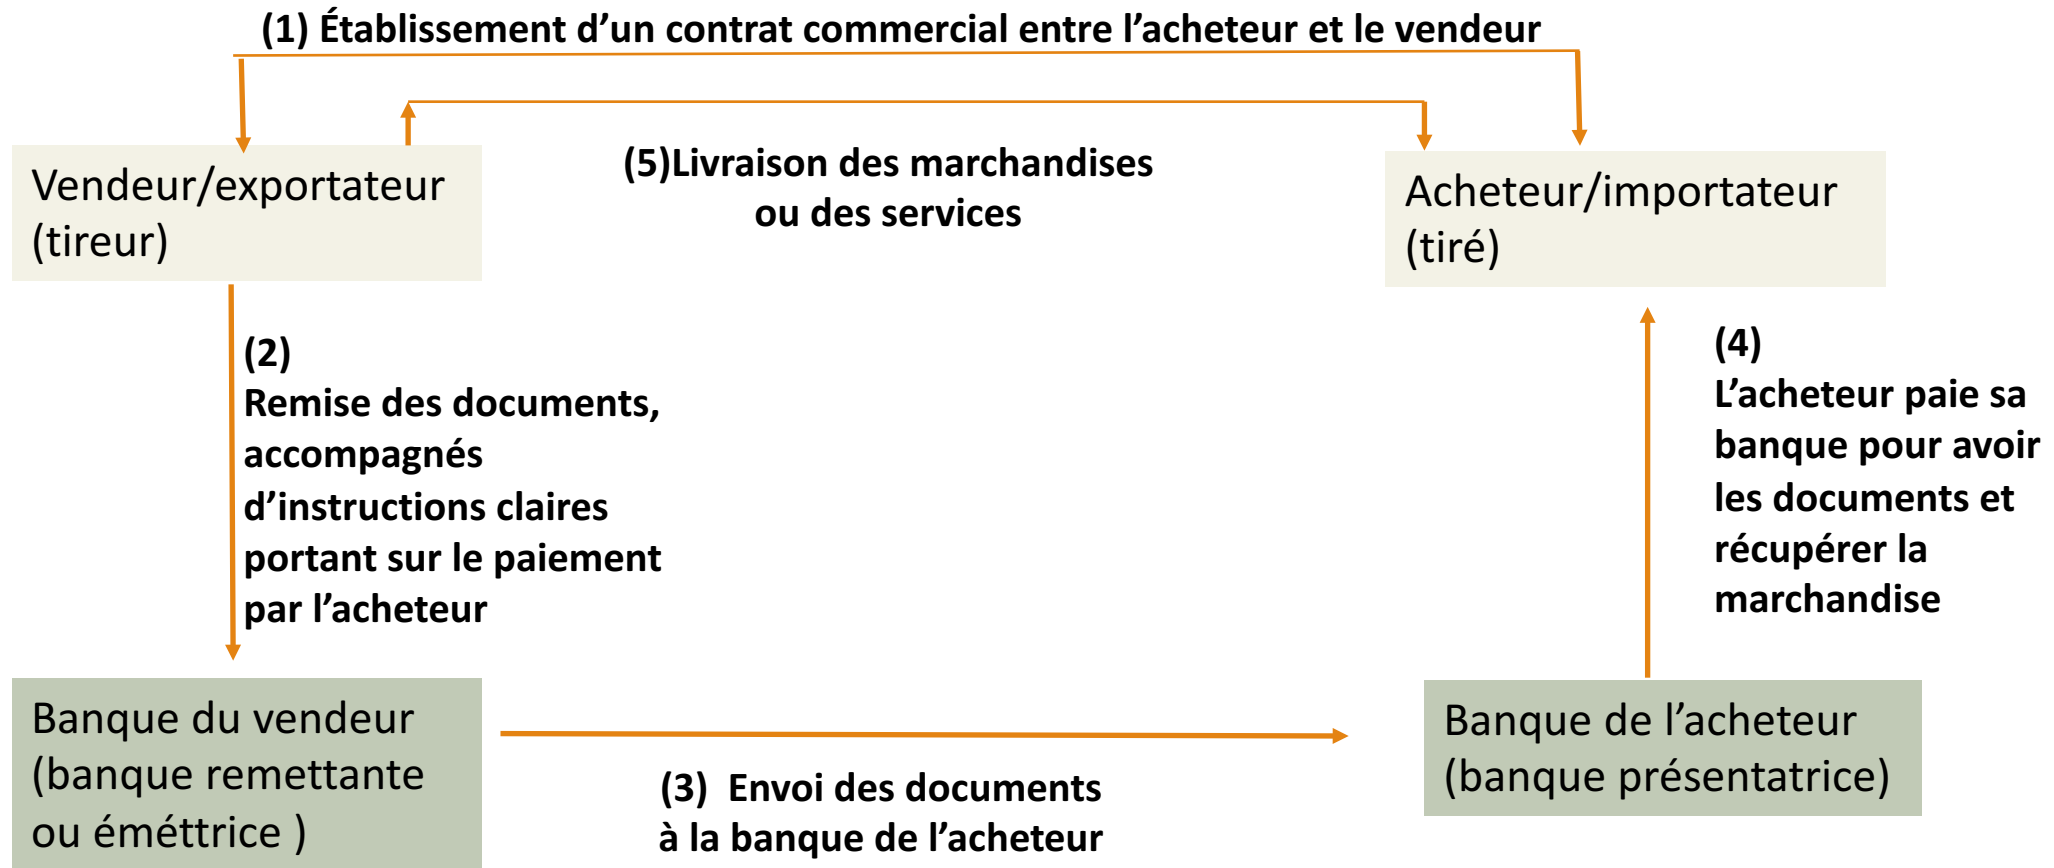 (1) Établissement d’un contrat commercial entre l’acheteur et le vendeur
Vendeur/exportateur
(tireur)
(5)Livraison des marchandises
ou des services
Acheteur/importateur
(tiré)
(2)
Remise des documents,
accompagnés
d’instructions claires
portant sur le paiement
par l’acheteur
(4)
L’acheteur paie sa
banque pour avoir
les documents et
récupérer la
marchandise
Banque du vendeur
(banque remettante
ou éméttrice )
(3) Envoi des documents
à la banque de l’acheteur
Banque de l’acheteur
(banque présentatrice)